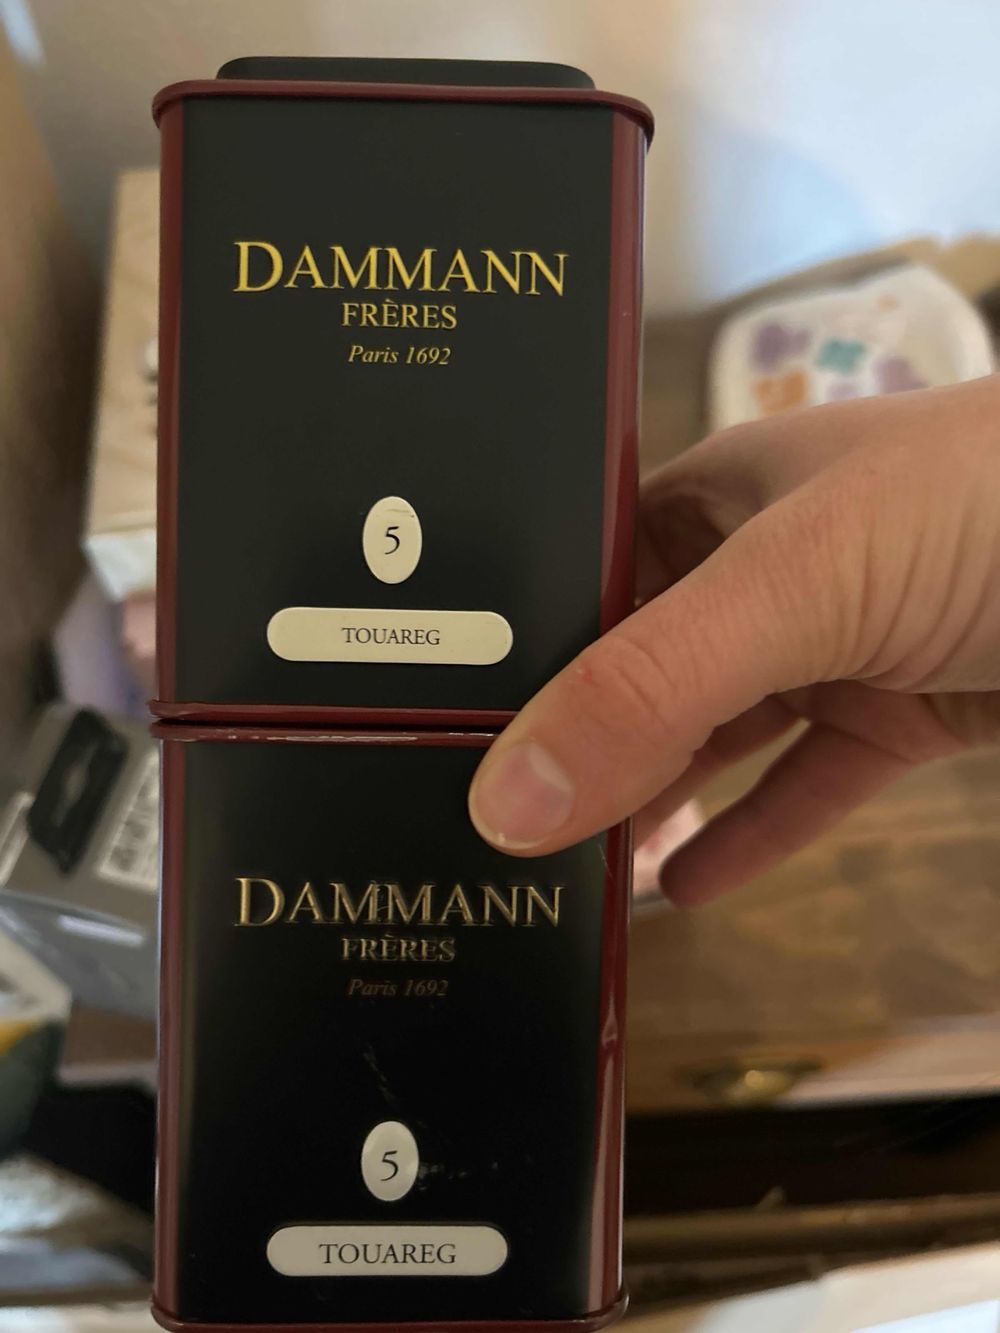 DAMMANN
FRÈRES
Paris 1692
5
TOUAREG
DAMMANN
FRÈRES
Paris 1692
5
TOUAREG